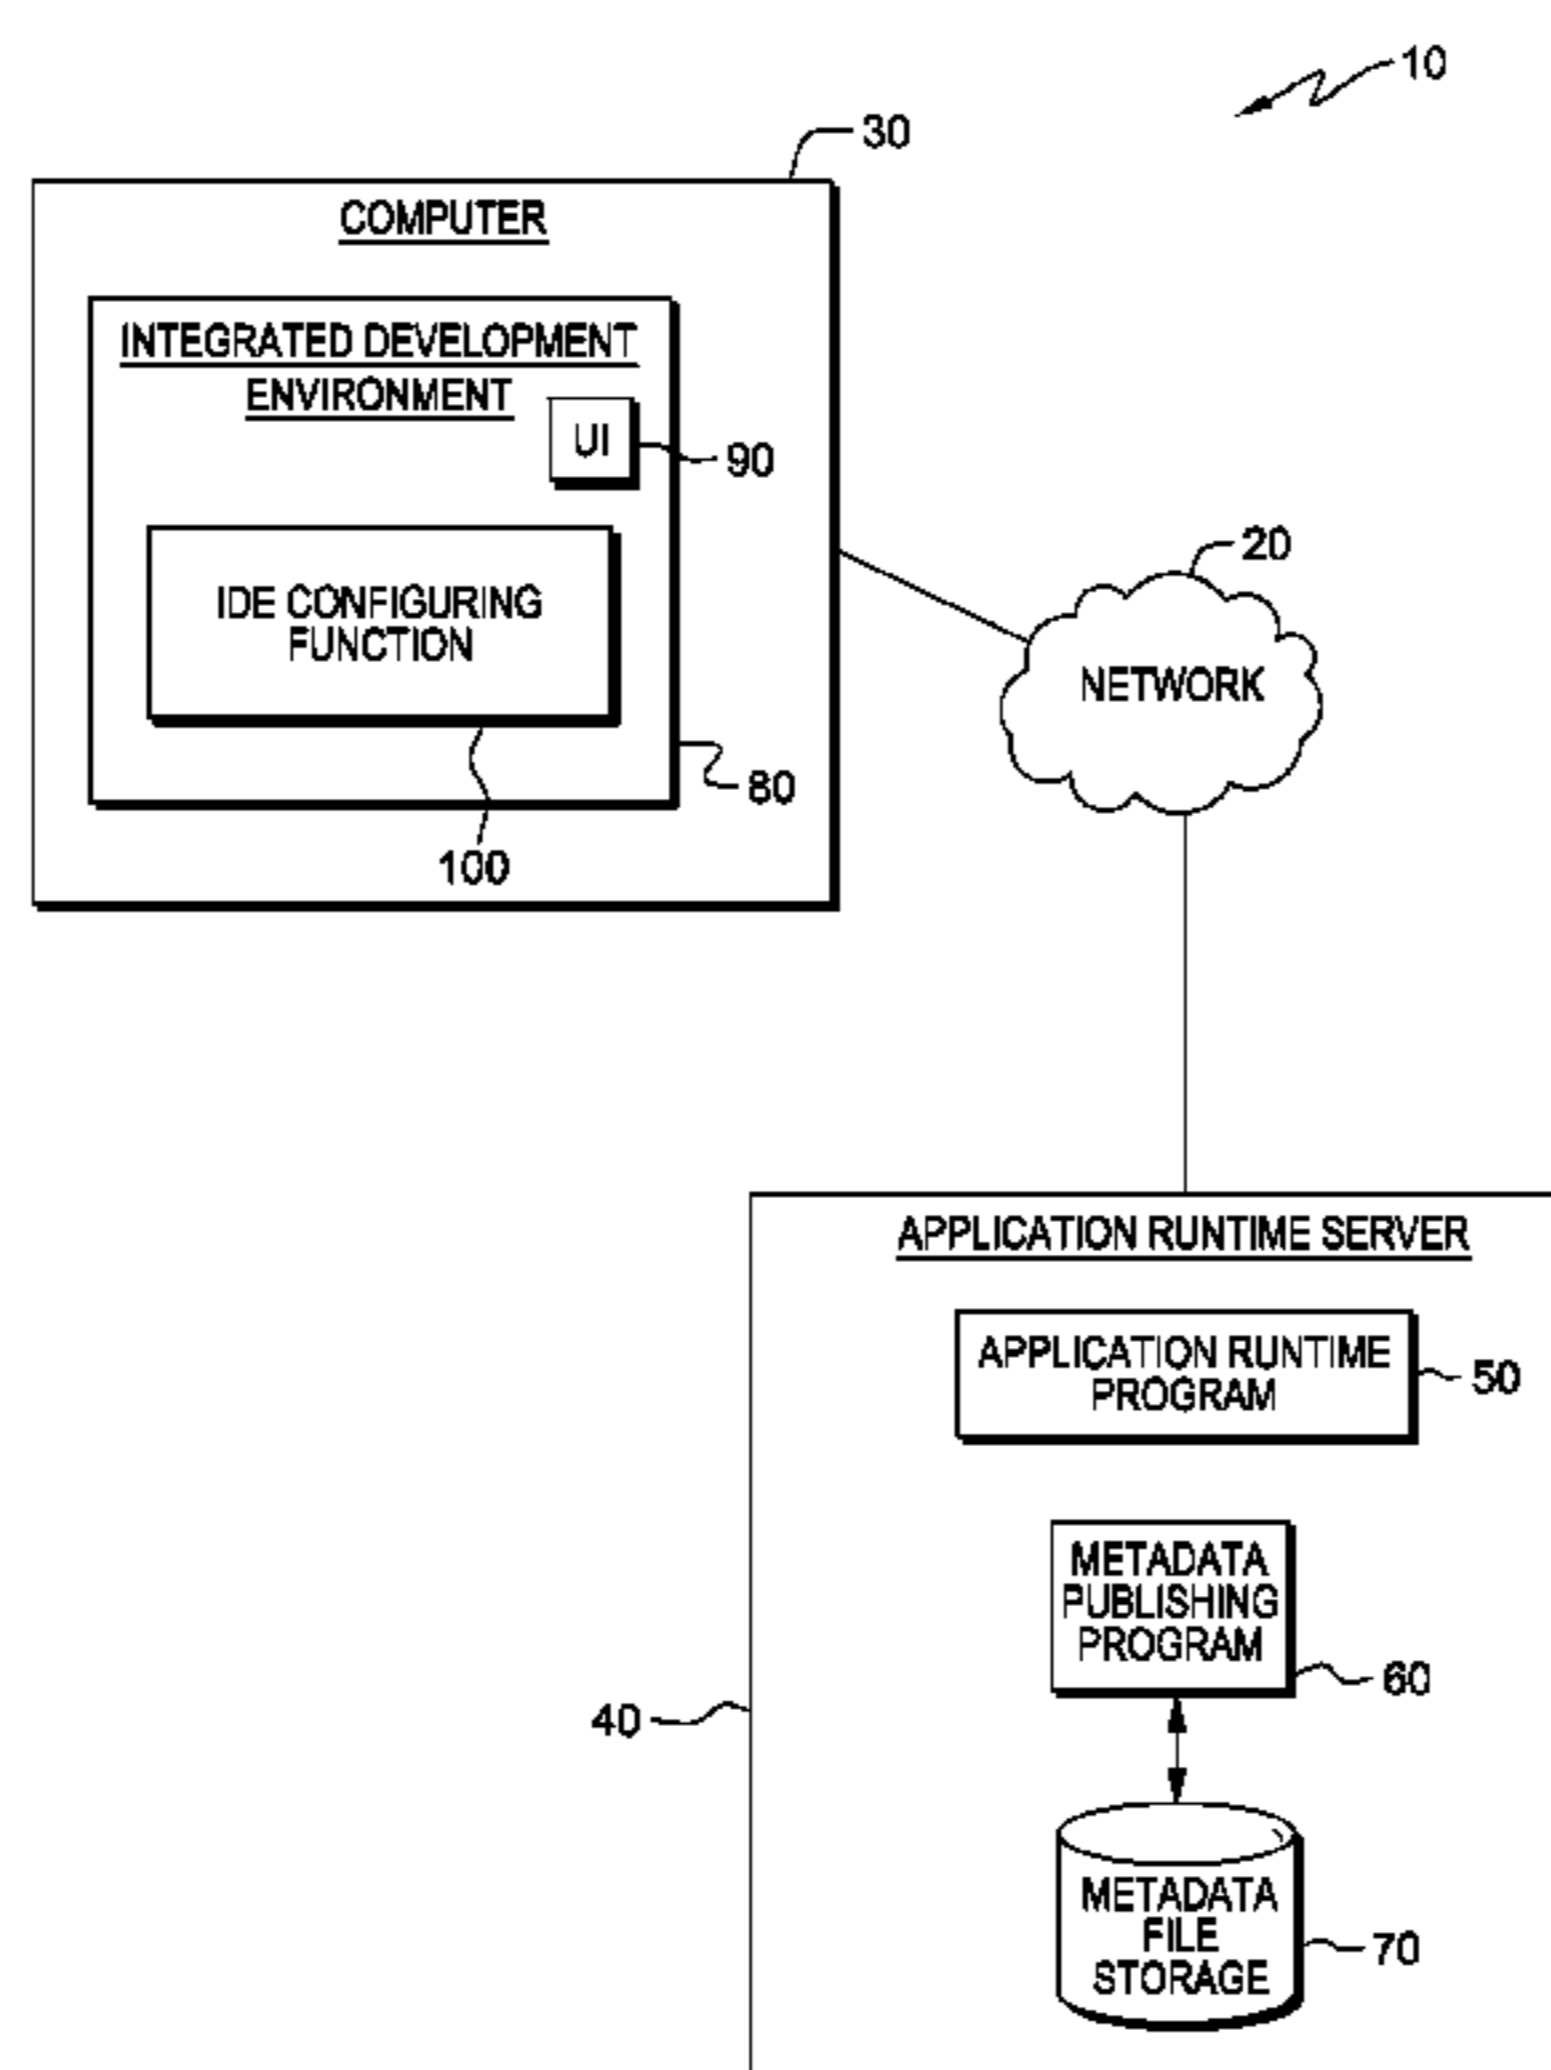 10
30
COMPUTER
INTEGRATED DEVELOPMENT
ENVIRONMENT
UI
90
IDE CONFIGURING
FUNCTION
80
100
20
NETWORK
APPLICATION RUNTIME SERVER
APPLICATION RUNTIME
PROGRAM
50
METADATA
PUBLISHING
PROGRAM
60
40
METADATA
FILE
STORAGE
70